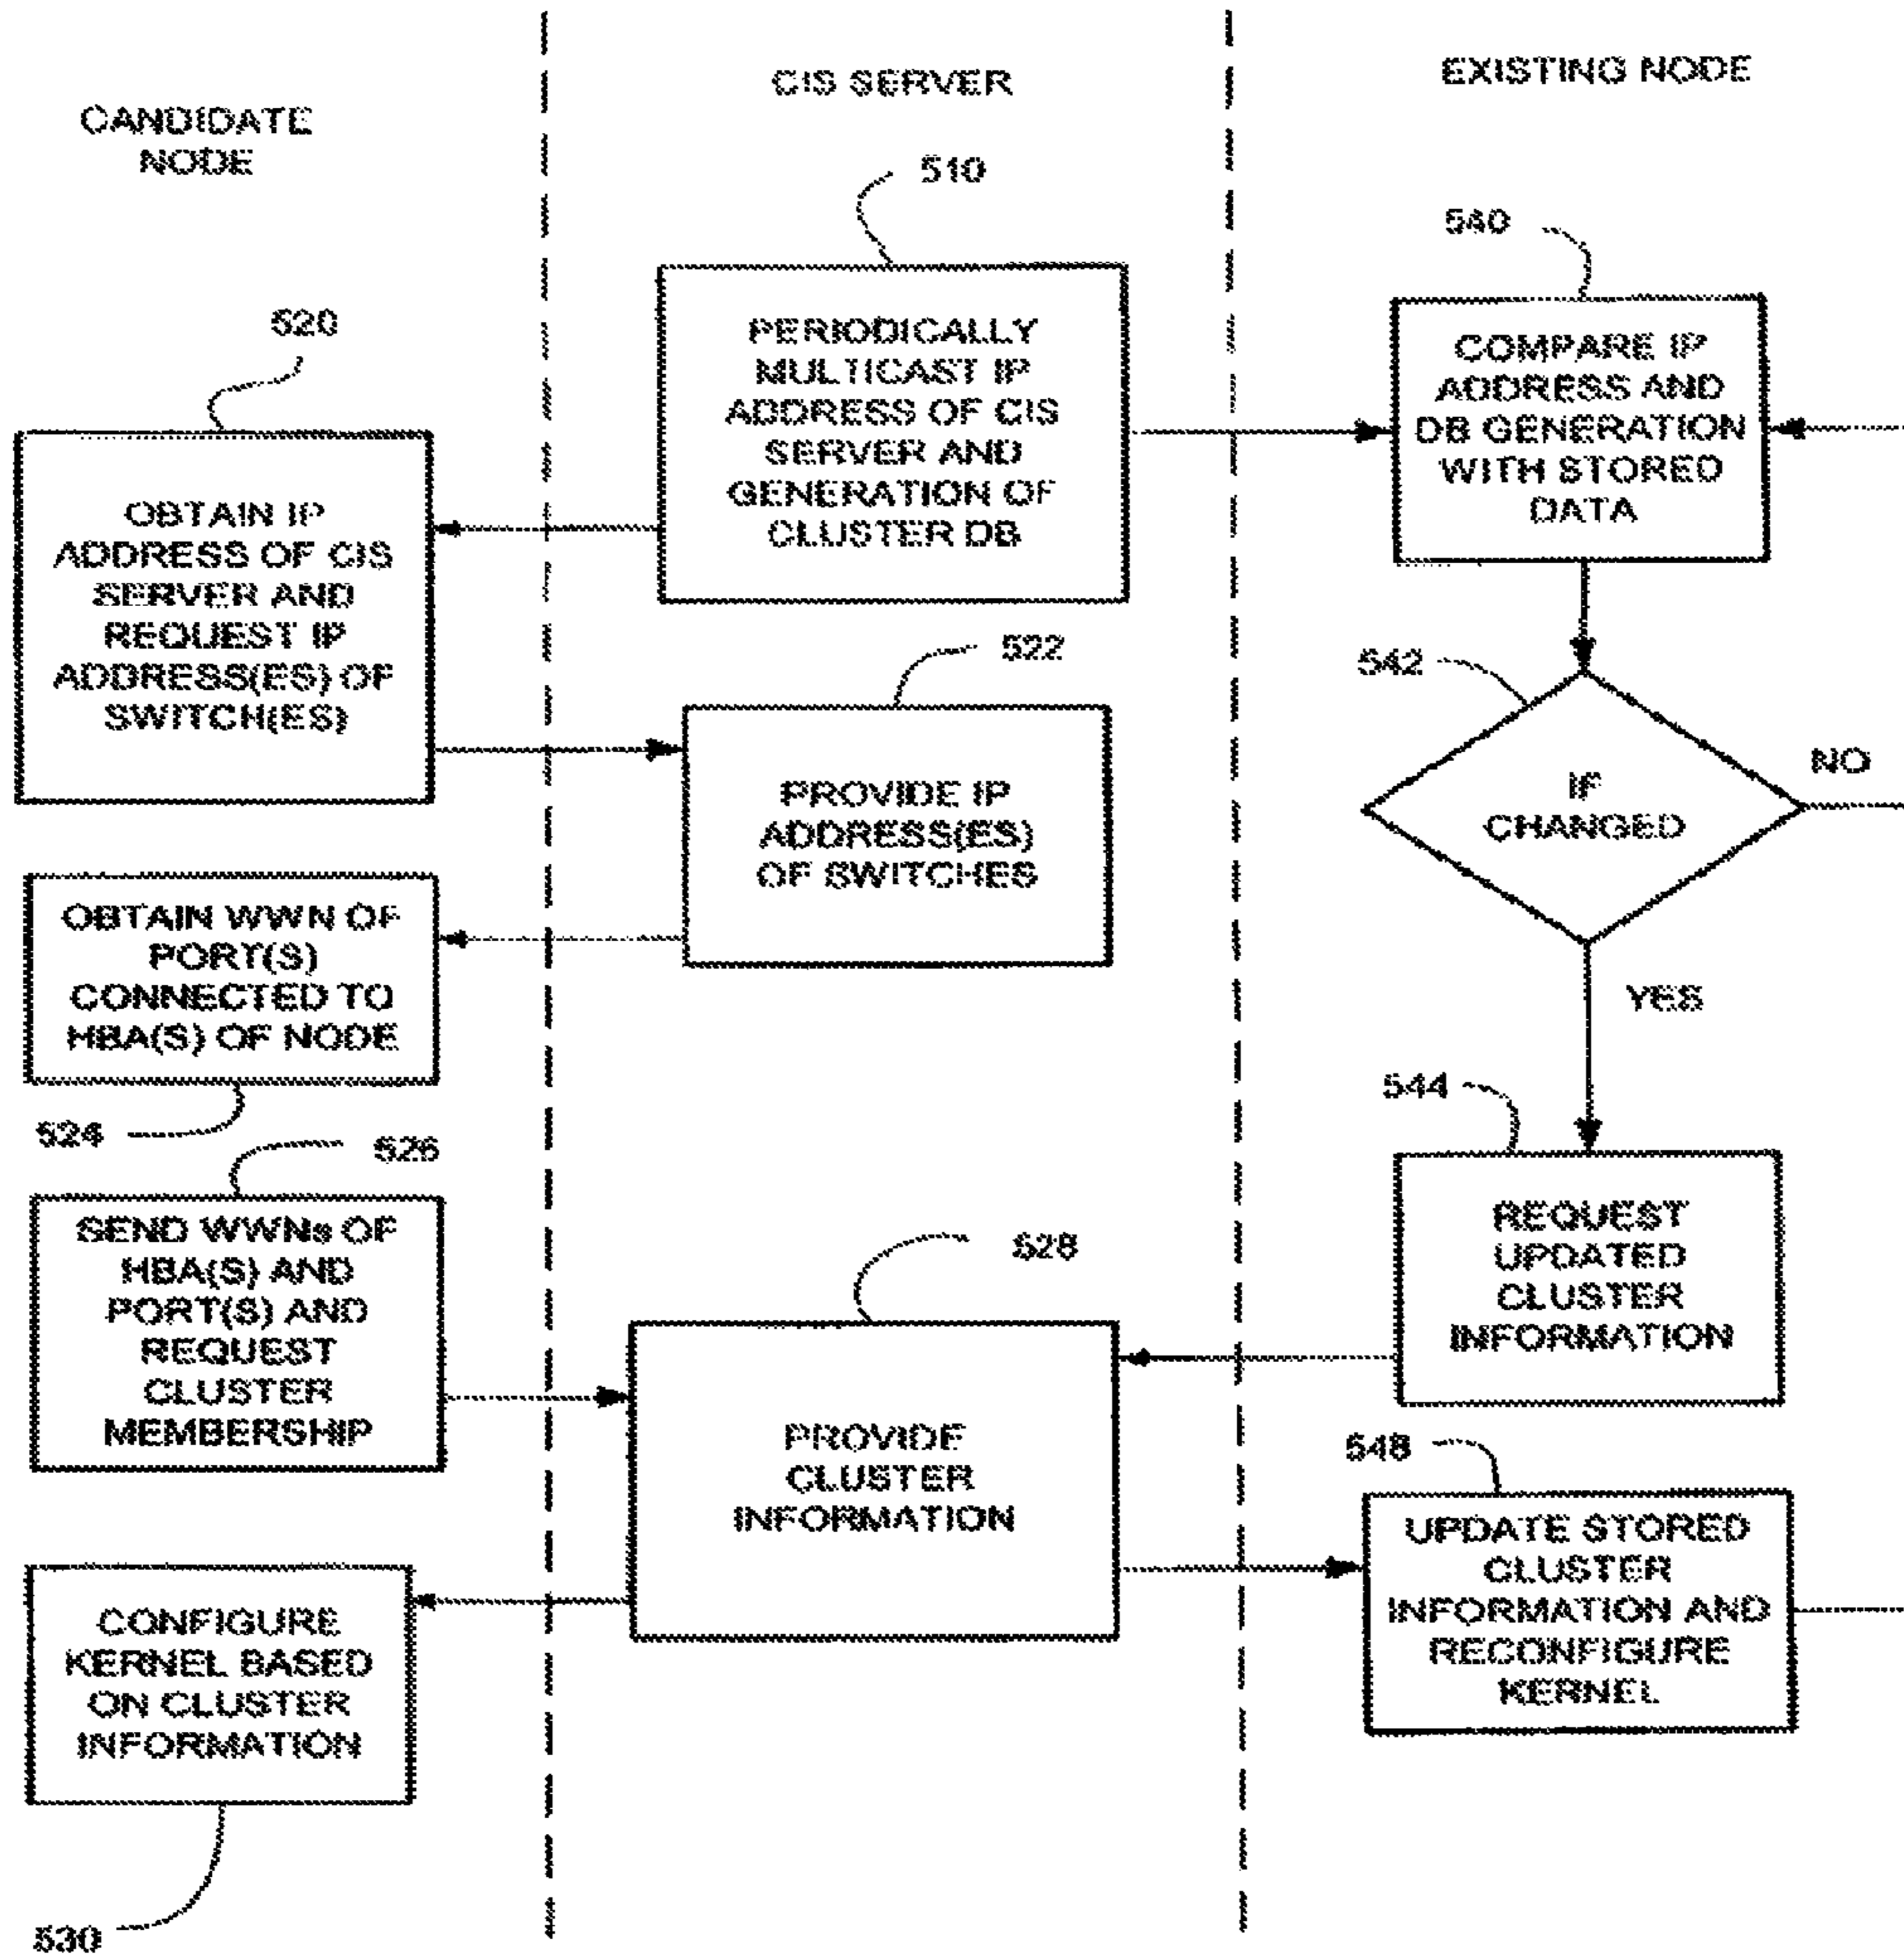 CANDIDATE
NODE
CIS SERVER
EXISTING NODE
510
PERIODICALLY
MULTICAST IP
ADDRESS OF CIS
SERVER AND
GENERATION OF
CLUSTER DB
540
COMPARE IP
ADDRESS AND
DB GENERATION
WITH STORED
DATA
520
OBTAIN IP
ADDRESS OF CIS
SERVER AND
REQUEST IP
ADDRESS(ES) OF
SWITCH(ES)
522
PROVIDE IP
ADDRESS(ES)
OF SWITCHES
542
IF
CHANGED
NO
YES
OBTAIN WWN OF
PORT(S)
CONNECTED TO
HBA(S) OF NODE
524
526
SEND WWNs OF
HBA(S) AND
PORT(S) AND
REQUEST
CLUSTER
MEMBERSHIP
528
PROVIDE
CLUSTER
INFORMATION
544
REQUEST
UPDATED
CLUSTER
INFORMATION
548
UPDATE STORED
CLUSTER
INFORMATION AND
RECONFIGURE
KERNEL
CONFIGURE
KERNEL BASED
ON CLUSTER
INFORMATION
530